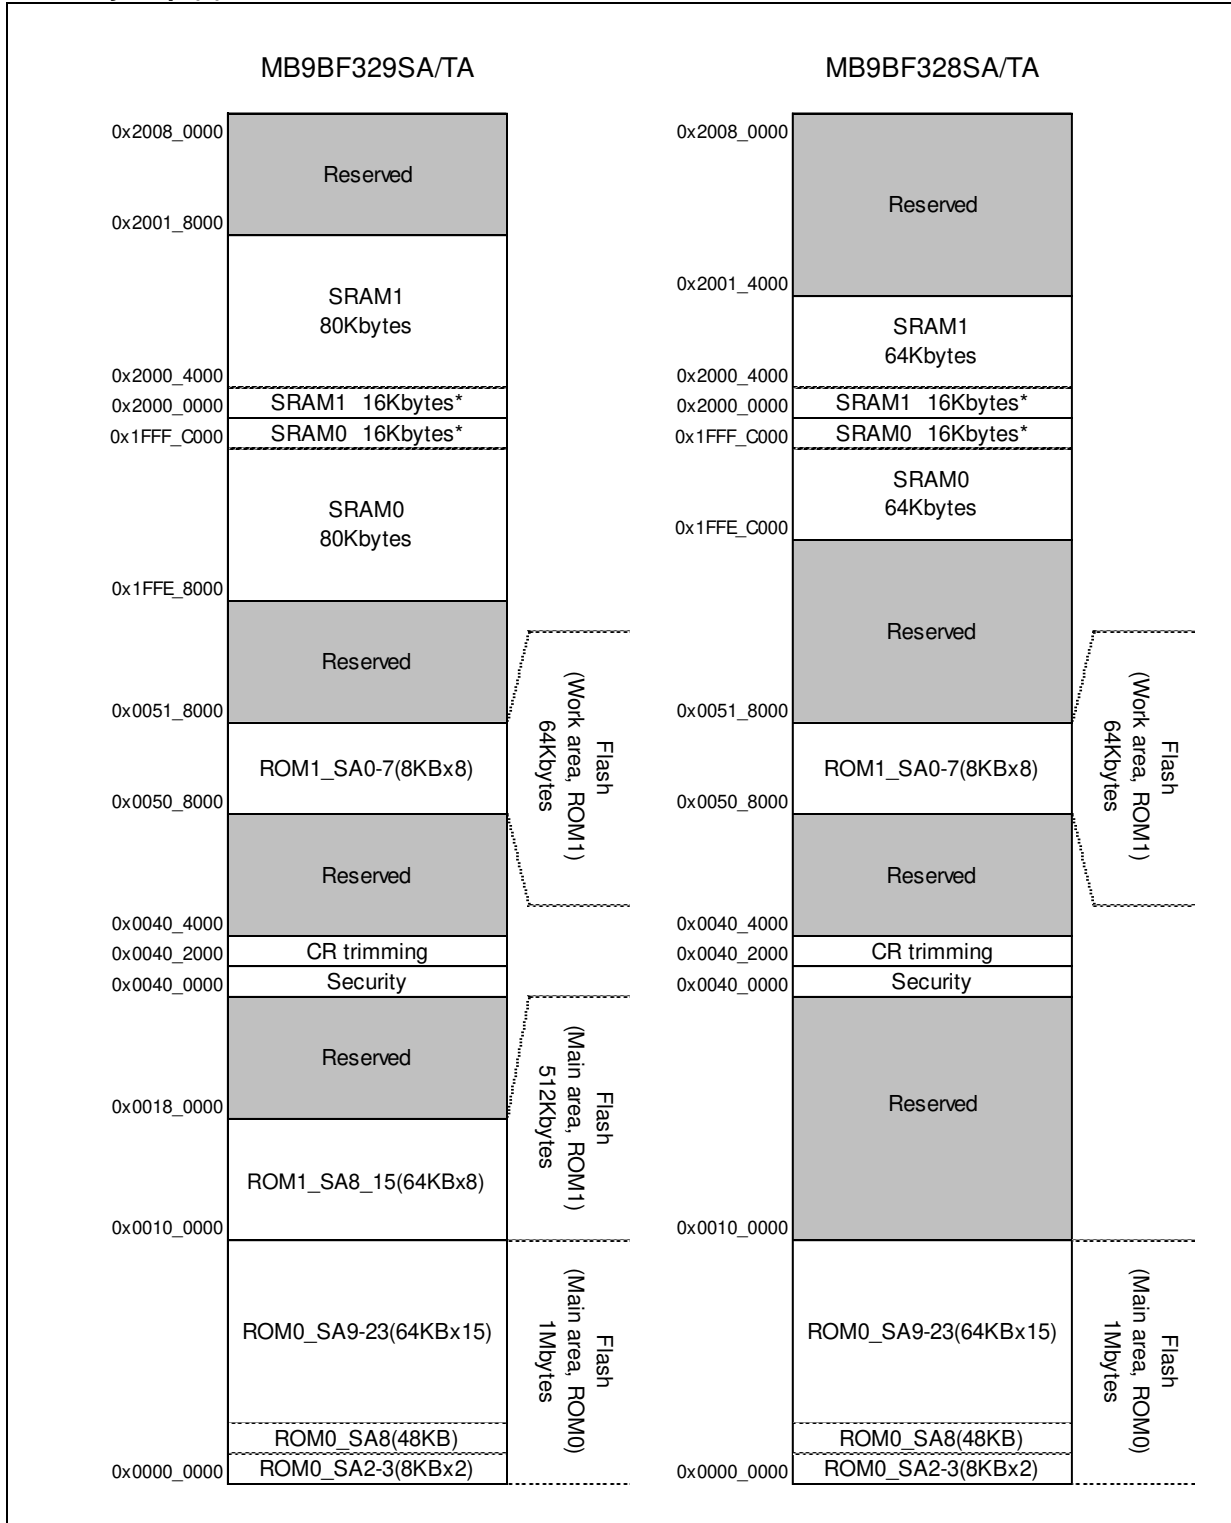 MB9BF329SA/TA
0x2008_0000
Reserved
0x2001_8000
SRAM1
80Kbytes
0x2000_4000
SRAM1 16Kbytes*
0x2000_0000
SRAM0 16Kbytes*
0x1FFF_C000
SRAM0
80Kbytes
0x1FFE_8000
Reserved
0x0051_8000
ROM1_SA0-7(8KBx8)
0x0050_8000
Flash
(Work area, ROM1)
64Kbytes
Reserved
0x0040_4000
CR trimming
0x0040_2000
Security
0x0040_0000
Reserved
0x0018_0000
Flash
(Main area, ROM1)
512Kbytes
ROM1_SA8_15(64KBx8)
0x0010_0000
ROM0_SA9-23(64KBx15)
Flash
(Main area, ROM0)
1Mbytes
ROM0_SA8(48KB)
ROM0_SA2-3(8KBx2)
0x0000_0000
MB9BF328SA/TA
0x2008_0000
Reserved
0x2001_4000
SRAM1
64Kbytes
0x2000_4000
SRAM1 16Kbytes*
0x2000_0000
SRAM0 16Kbytes*
0x1FFF_C000
SRAM0
64Kbytes
0x1FFE_C000
Reserved
0x0051_8000
ROM1_SA0-7(8KBx8)
0x0050_8000
Flash
(Work area, ROM1)
64Kbytes
Reserved
0x0040_4000
CR trimming
0x0040_2000
Security
0x0040_0000
Reserved
0x0010_0000
ROM0_SA9-23(64KBx15)
Flash
(Main area, ROM0)
1Mbytes
ROM0_SA8(48KB)
ROM0_SA2-3(8KBx2)
0x0000_0000